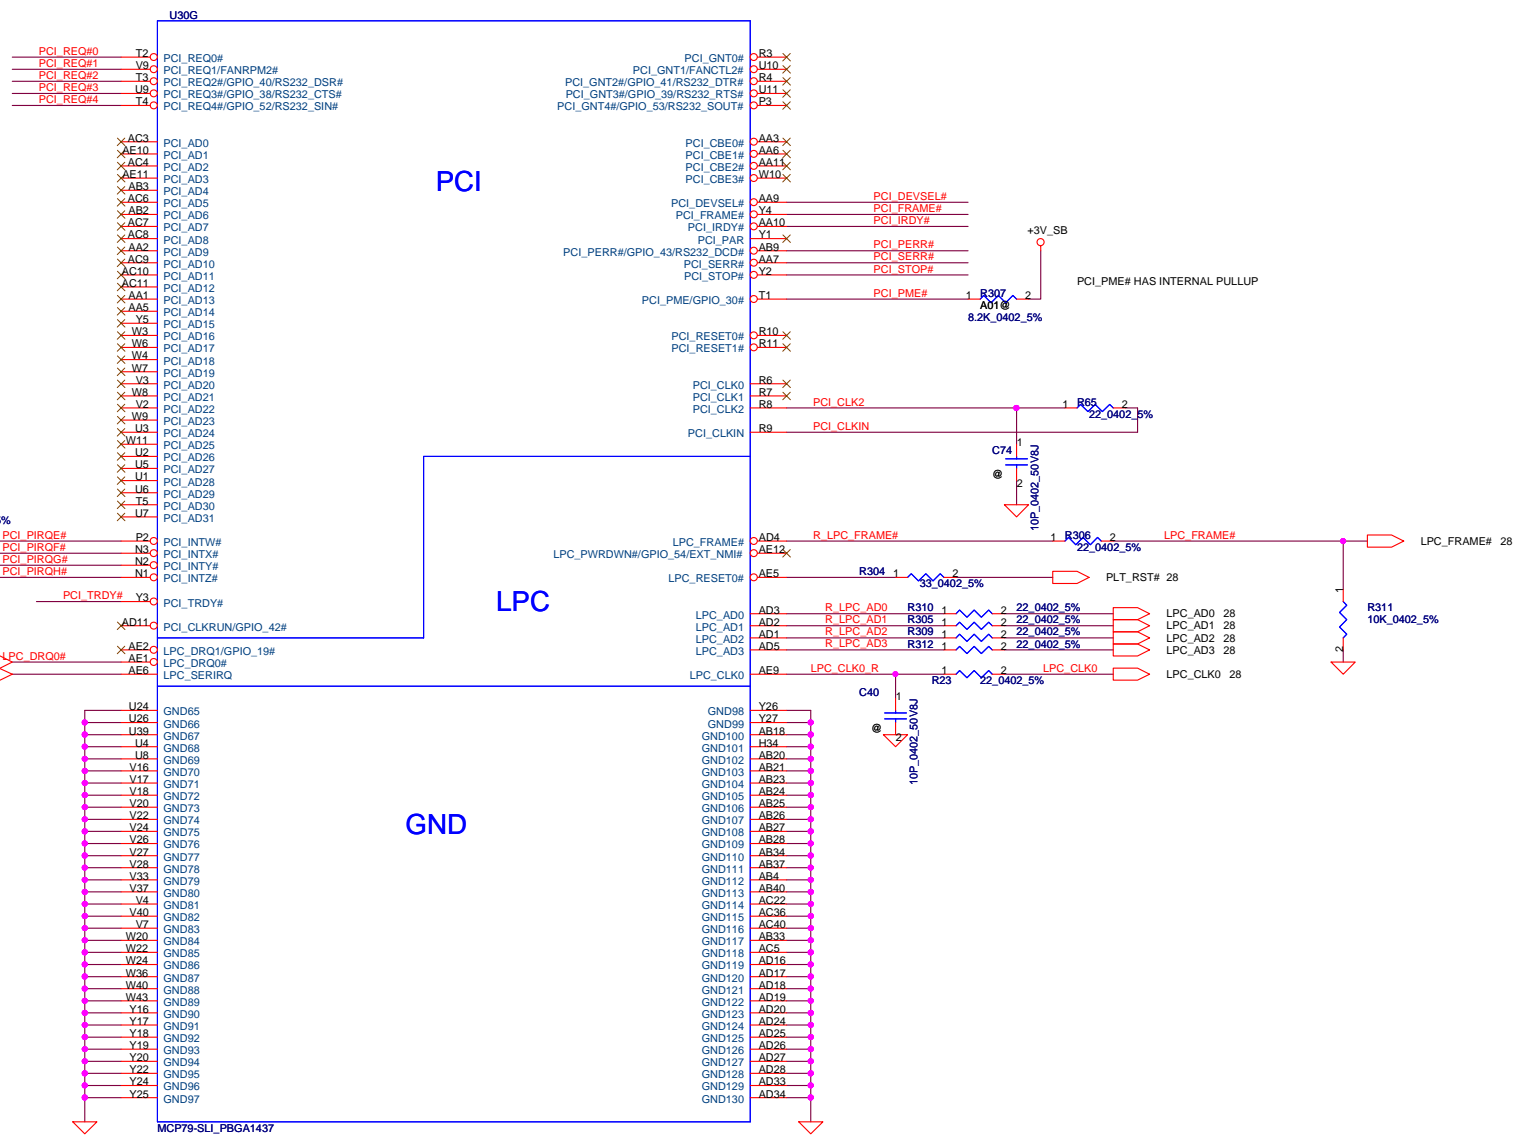 U30G
PCI_REQ#0 T2 PCI_REQ0#
PCI_REQ#1 V9 PCI_REQ1/FANRPM2#
PCI_REQ#2 T3 PCI_REQ2#/GPIO_40/RS232_DSR#
PCI_REQ#3 U9 PCI_REQ3#/GPIO_38/RS232_CTS#
PCI_REQ#4 T4 PCI_REQ4#/GPIO_52/RS232_SIN#
AC3 PCI_AD0
AE10 PCI_AD1
AC4 PCI_AD2
AE11 PCI_AD3
AB3 PCI_AD4
AC6 PCI_AD5
AB2 PCI_AD6
AC7 PCI_AD7
AC8 PCI_AD8
AA2 PCI_AD9
AC9 PCI_AD10
AC10 PCI_AD11
AC11 PCI_AD12
AA1 PCI_AD13
AA5 PCI_AD14
Y5 PCI_AD15
W3 PCI_AD16
W6 PCI_AD17
W4 PCI_AD18
W7 PCI_AD19
V3 PCI_AD20
W8 PCI_AD21
V2 PCI_AD22
W9 PCI_AD23
U3 PCI_AD24
W11 PCI_AD25
U2 PCI_AD26
U5 PCI_AD27
U1 PCI_AD28
U6 PCI_AD29
T5 PCI_AD30
U7 PCI_AD31
%
PCI_PIRQE# P2 PCI_INTW#
PCI_PIRQF# N3 PCI_INTX#
PCI_PIRQG# N2 PCI_INTY#
PCI_PIRQH# N1 PCI_INTZ#
PCI_TRDY# Y3 PCI_TRDY#
AD11 PCI_CLKRUN/GPIO_42#
AE2 LPC_DRQ1/GPIO_19#
LPC_DRQ0# AE1 LPC_DRQ0#
AE6 LPC_SERIRQ
PCI
LPC
GND
PCI_GNT0# R3
PCI_GNT1/FANCTL2# U10
PCI_GNT2#/GPIO_41/RS232_DTR# R4
PCI_GNT3#/GPIO_39/RS232_RTS# U11
PCI_GNT4#/GPIO_53/RS232_SOUT# P3
PCI_CBE0# AA3
PCI_CBE1# AA6
PCI_CBE2# AA11
PCI_CBE3# W10
PCI_DEVSEL# AA9 PCI_DEVSEL#
PCI_FRAME# Y4 PCI_FRAME#
PCI_IRDY# AA10 PCI_IRDY#
PCI_PAR Y1
PCI_PERR#/GPIO_43/RS232_DCD# AB9 PCI_PERR#
PCI_SERR# AA7 PCI_SERR#
PCI_STOP# Y2 PCI_STOP#
+3V_SB
PCI_PME# HAS INTERNAL PULLUP
PCI_PME/GPIO_30# T1 PCI_PME# 1 R307 2
A01@
8.2K_0402_5%
PCI_RESET0# R10
PCI_RESET1# R11
PCI_CLK0 R6
PCI_CLK1 R7
PCI_CLK2 R8 PCI_CLK2 1 R65 2
22_0402_5%
PCI_CLKIN R9 PCI_CLKIN
C74 1
@ 2
10P_0402_50V8J
LPC_FRAME# AD4 R_LPC_FRAME# 1 R306 2 LPC_FRAME# LPC_FRAME# 28
22_0402_5%
LPC_PWRDWN#/GPIO_54/EXT_NMI# AE12
LPC_RESET0# AE5 R304 1 2 PLT_RST# 28
33_0402_5%
LPC_AD0 AD3 R_LPC_AD0 R310 1 2 22_0402_5% LPC_AD0 28
LPC_AD1 AD2 R_LPC_AD1 R305 1 2 22_0402_5% LPC_AD1 28
LPC_AD2 AD1 R_LPC_AD2 R309 1 2 22_0402_5% LPC_AD2 28
LPC_AD3 AD5 R_LPC_AD3 R312 1 2 22_0402_5% LPC_AD3 28
1
R311
10K_0402_5%
2
LPC_CLK0 AE9 LPC_CLK0_R 1 2 LPC_CLK0 LPC_CLK0 28
R23 22_0402_5%
C40 1
@ 2
10P_0402_50V8J
U24 GND65
U26 GND66
U39 GND67
U4 GND68
U8 GND69
V16 GND70
V17 GND71
V18 GND72
V20 GND73
V22 GND74
V24 GND75
V26 GND76
V27 GND77
V28 GND78
V33 GND79
V37 GND80
V4 GND81
V40 GND82
V7 GND83
W20 GND84
W22 GND85
W24 GND86
W36 GND87
W40 GND88
W43 GND89
Y16 GND90
Y17 GND91
Y18 GND92
Y19 GND93
Y20 GND94
Y22 GND95
Y24 GND96
Y25 GND97
GND98 Y26
GND99 Y27
GND100 AB18
GND101 H34
GND102 AB20
GND103 AB21
GND104 AB23
GND105 AB24
GND106 AB25
GND107 AB26
GND108 AB27
GND109 AB28
GND110 AB34
GND111 AB37
GND112 AB4
GND113 AB40
GND114 AC22
GND115 AC36
GND116 AC40
GND117 AB33
GND118 AC5
GND119 AD16
GND120 AD17
GND121 AD18
GND122 AD19
GND123 AD20
GND124 AD24
GND125 AD25
GND126 AD26
GND127 AD27
GND128 AD28
GND129 AD33
GND130 AD34
MCP79-SLI_PBGA1437